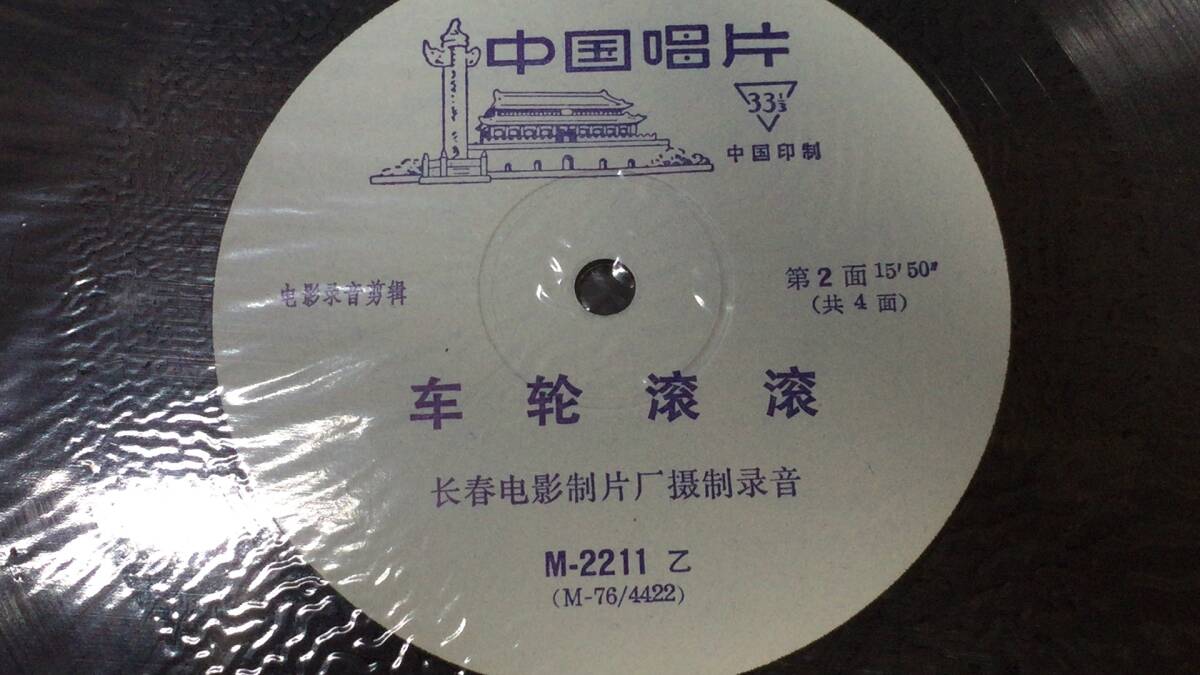 中国唱片
33⅓
中国印制
电影录音剪辑
第2面 15′50″
(共4面)
车轮滚滚
长春电影制片厂摄制录音
M-2211 乙
(M-76/4422)